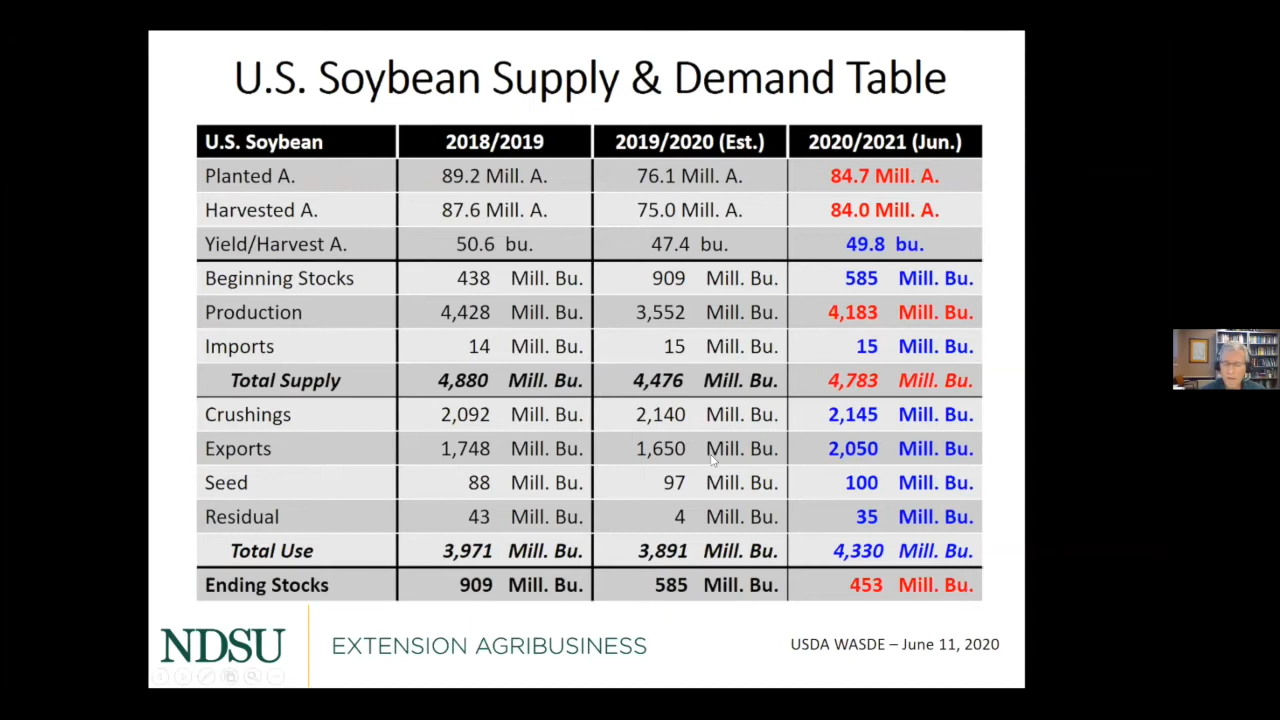 U.S. Soybean Supply & Demand Table
U.S. Soybean 2018/2019 2019/2020 (Est.) 2020/2021 (Jun.)
Planted A. 89.2 Mill. A. 76.1 Mill. A. 84.7 Mill. A.
Harvested A. 87.6 Mill. A. 75.0 Mill. A. 84.0 Mill. A.
Yield/Harvest A. 50.6 bu. 47.4 bu. 49.8 bu.
Beginning Stocks 438 Mill. Bu. 909 Mill. Bu. 585 Mill. Bu.
Production 4,428 Mill. Bu. 3,552 Mill. Bu. 4,183 Mill. Bu.
Imports 14 Mill. Bu. 15 Mill. Bu. 15 Mill. Bu.
Total Supply 4,880 Mill. Bu. 4,476 Mill. Bu. 4,783 Mill. Bu.
Crushings 2,092 Mill. Bu. 2,140 Mill. Bu. 2,145 Mill. Bu.
Exports 1,748 Mill. Bu. 1,650 Mill. Bu. 2,050 Mill. Bu.
Seed 88 Mill. Bu. 97 Mill. Bu. 100 Mill. Bu.
Residual 43 Mill. Bu. 4 Mill. Bu. 35 Mill. Bu.
Total Use 3,971 Mill. Bu. 3,891 Mill. Bu. 4,330 Mill. Bu.
Ending Stocks 909 Mill. Bu. 585 Mill. Bu. 453 Mill. Bu.
NDSU EXTENSION AGRIBUSINESS USDA WASDE – June 11, 2020